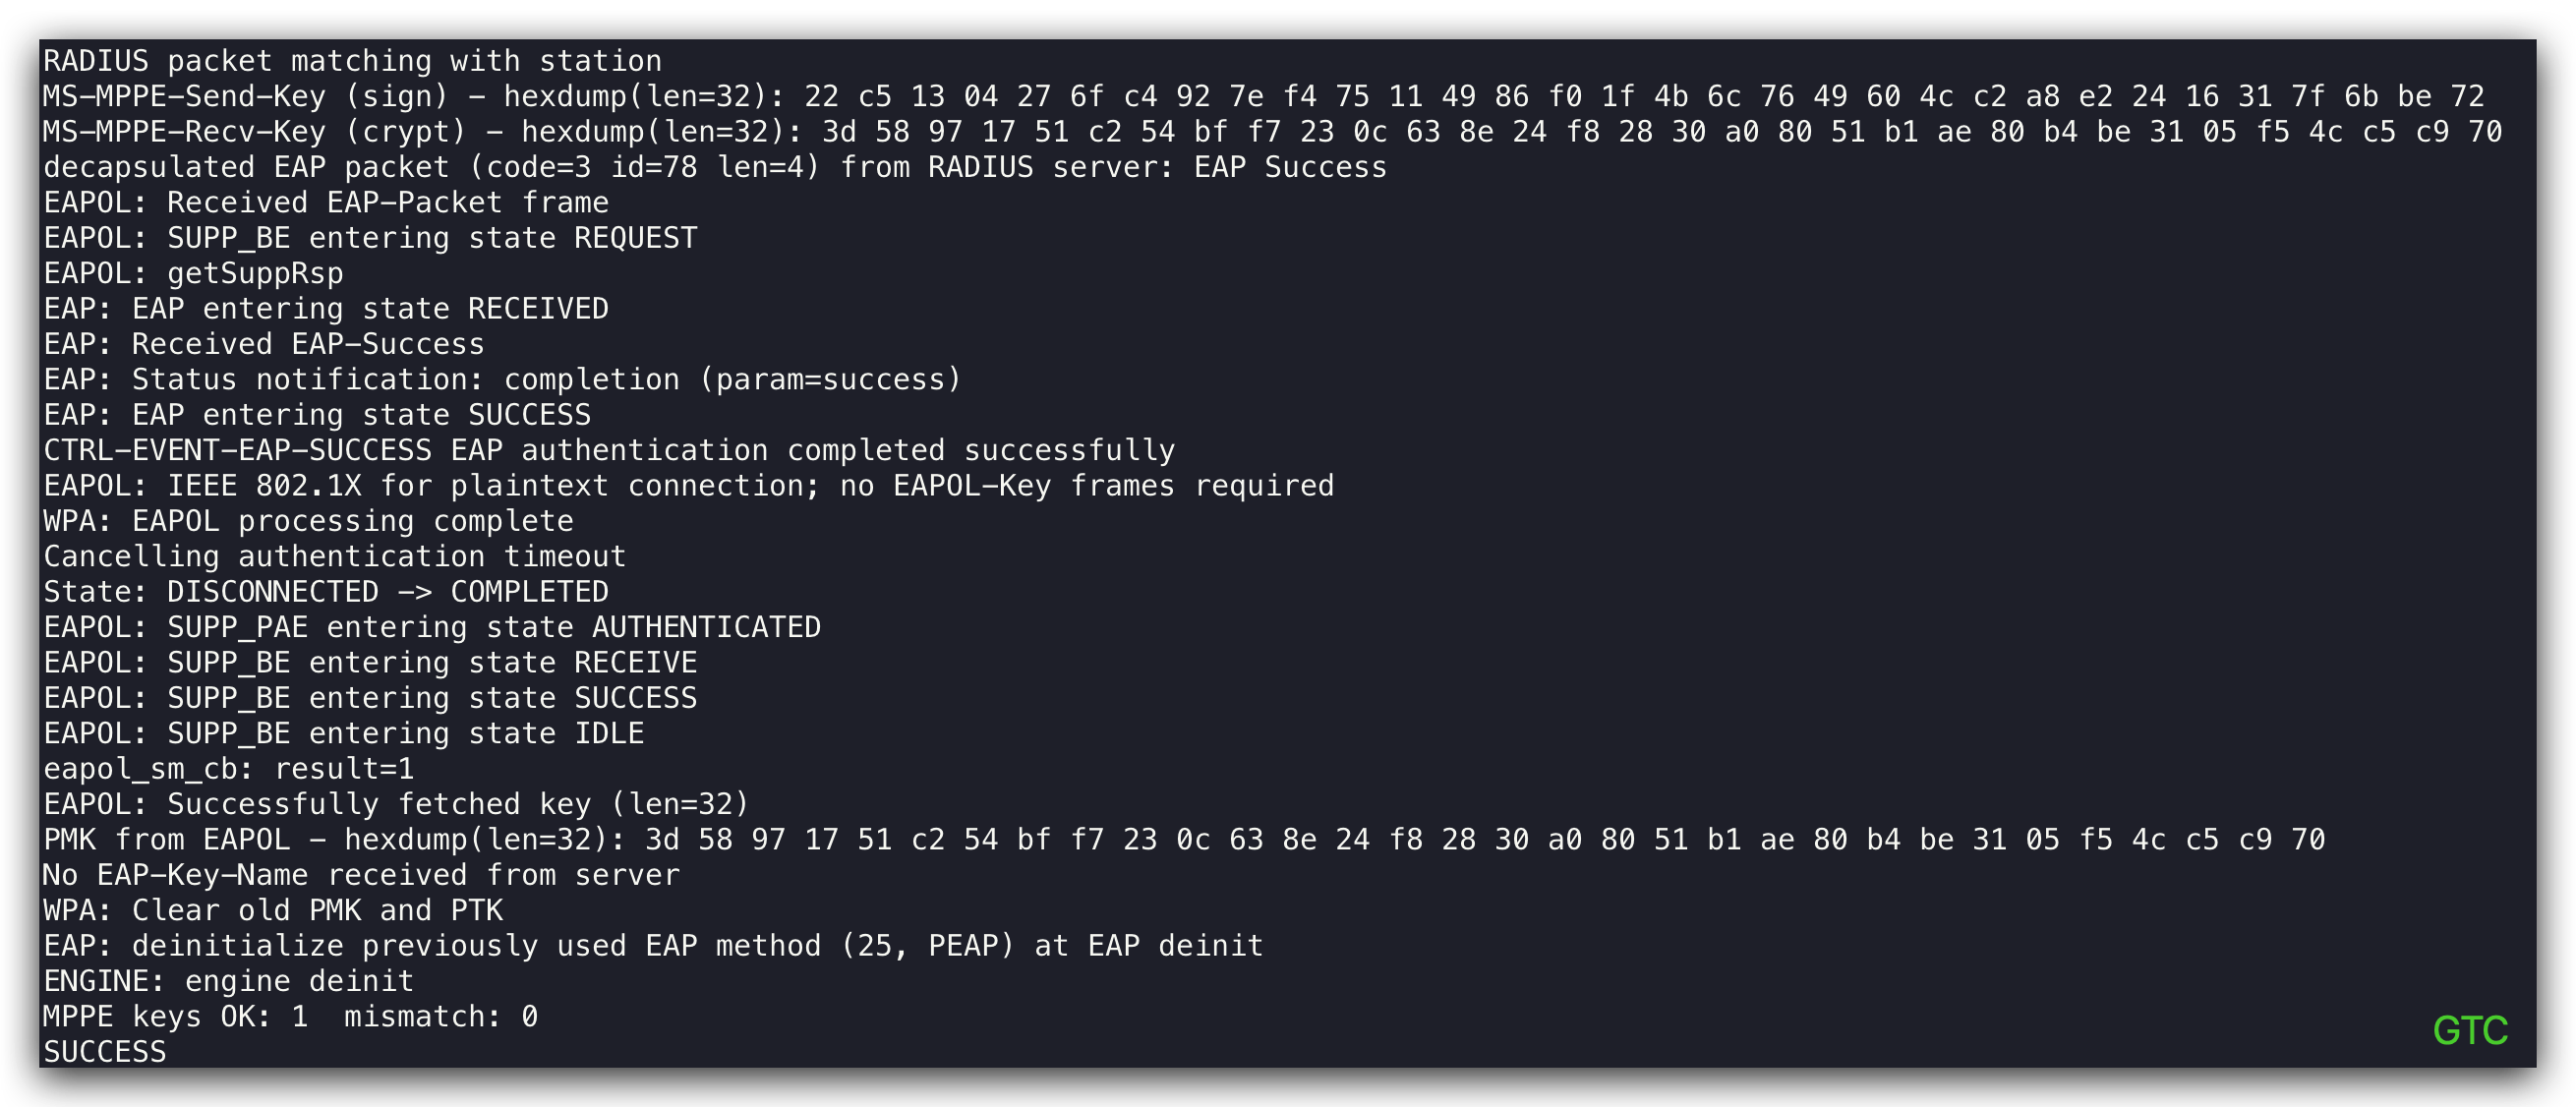 RADIUS packet matching with station
MS-MPPE-Send-Key (sign) - hexdump(len=32): 22 c5 13 04 27 6f c4 92 7e f4 75 11 49 86 f0 1f 4b 6c 76 49 60 4c c2 a8 e2 24 16 31 7f 6b be 72
MS-MPPE-Recv-Key (crypt) - hexdump(len=32): 3d 58 97 17 51 c2 54 bf f7 23 0c 63 8e 24 f8 28 30 a0 80 51 b1 ae 80 b4 be 31 05 f5 4c c5 c9 70
decapsulated EAP packet (code=3 id=78 len=4) from RADIUS server: EAP Success
EAPOL: Received EAP-Packet frame
EAPOL: SUPP_BE entering state REQUEST
EAPOL: getSuppRsp
EAP: EAP entering state RECEIVED
EAP: Received EAP-Success
EAP: Status notification: completion (param=success)
EAP: EAP entering state SUCCESS
CTRL-EVENT-EAP-SUCCESS EAP authentication completed successfully
EAPOL: IEEE 802.1X for plaintext connection; no EAPOL-Key frames required
WPA: EAPOL processing complete
Cancelling authentication timeout
State: DISCONNECTED -> COMPLETED
EAPOL: SUPP_PAE entering state AUTHENTICATED
EAPOL: SUPP_BE entering state RECEIVE
EAPOL: SUPP_BE entering state SUCCESS
EAPOL: SUPP_BE entering state IDLE
eapol_sm_cb: result=1
EAPOL: Successfully fetched key (len=32)
PMK from EAPOL - hexdump(len=32): 3d 58 97 17 51 c2 54 bf f7 23 0c 63 8e 24 f8 28 30 a0 80 51 b1 ae 80 b4 be 31 05 f5 4c c5 c9 70
No EAP-Key-Name received from server
WPA: Clear old PMK and PTK
EAP: deinitialize previously used EAP method (25, PEAP) at EAP deinit
ENGINE: engine deinit
MPPE keys OK: 1  mismatch: 0
SUCCESS
GTC